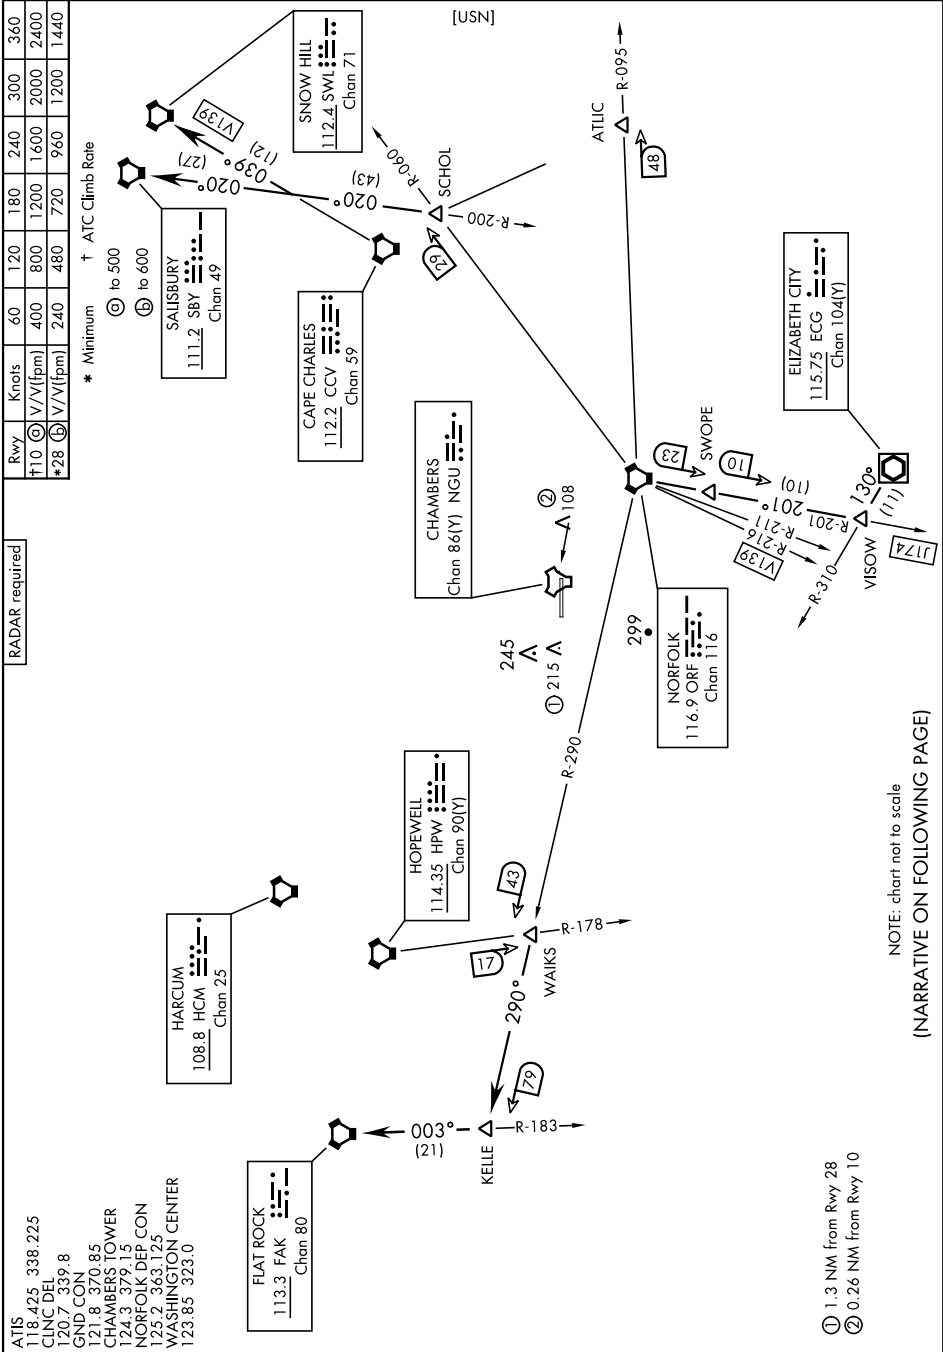 [USN]
RADAR required
Rwy Knots 60 120 180 240 300 360
†10 ⓐ V/V(fpm) 400 800 1200 1600 2000 2400
*28 ⓑ V/V(fpm) 240 480 720 960 1200 1440
* Minimum † ATC Climb Rate
ⓐ to 500
ⓑ to 600
ATIS
118.425 338.225
CLNC DEL
120.7 339.8
GND CON
121.8 370.85
CHAMBERS TOWER
124.3 379.15
NORFOLK DEP CON
125.2 363.125
WASHINGTON CENTER
123.85 323.0
SALISBURY
111.2 SBY
Chan 49
SNOW HILL
112.4 SWL
Chan 71
V139
039°
(12)
020°
(27)
020°
(43)
CAPE CHARLES
112.2 CCV
Chan 59
R-060
SCHOL
R-200
29
HARCUM
108.8 HCM
Chan 25
FLAT ROCK
113.3 FAK
Chan 80
003°
(21)
KELLE
R-183
79
290°
HOPEWELL
114.35 HPW
Chan 90(Y)
17
43
WAIKS
R-178
R-290
CHAMBERS
Chan 86(Y) NGU
② 108
245
① 215
299
NORFOLK
116.9 ORF
Chan 116
ATLIC
R-095
48
23
SWOPE
10
(10)
201°
R-201
R-211
R-216
V139
VISOW
J174
R-310
130°
(11)
ELIZABETH CITY
115.75 ECG
Chan 104(Y)
① 1.3 NM from Rwy 28
② 0.26 NM from Rwy 10
NOTE: chart not to scale
(NARRATIVE ON FOLLOWING PAGE)